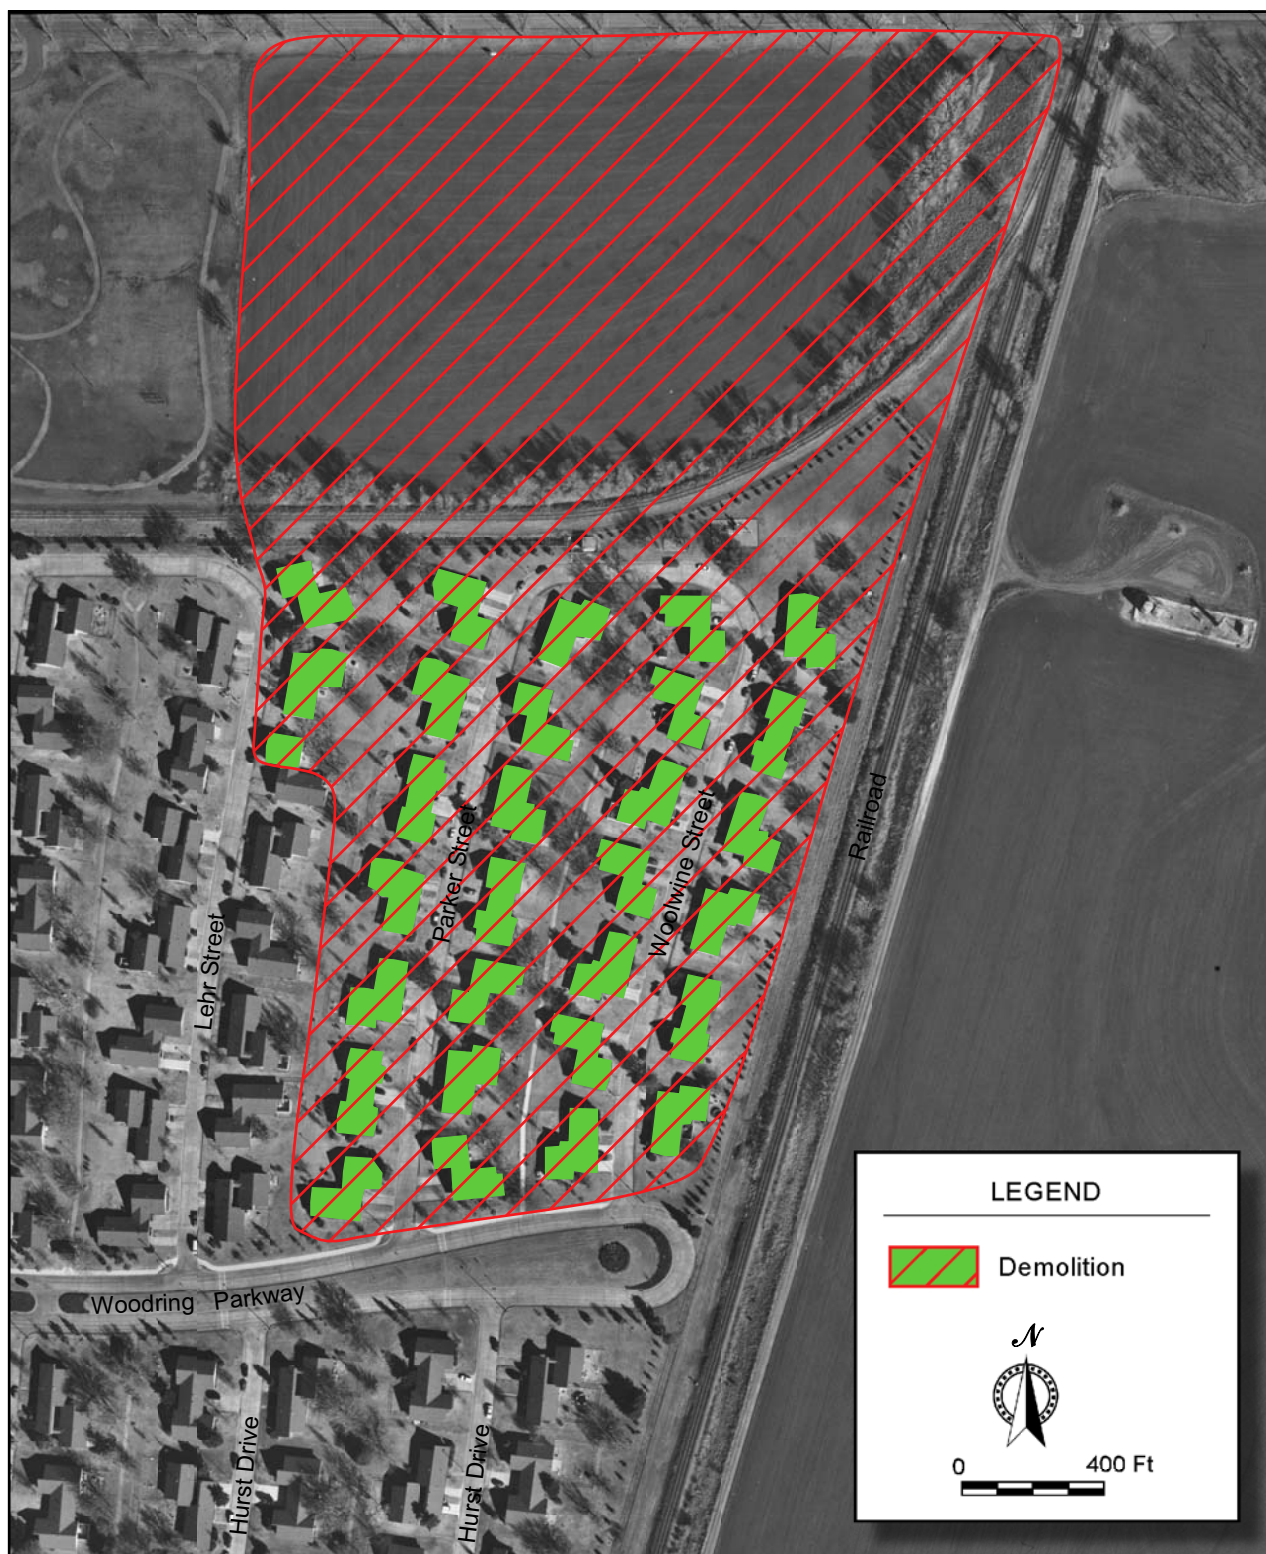 Parker Street
Woolwine Street
Railroad
Lehr Street
Woodring Parkway
Hurst Drive
Hurst Drive
LEGEND
Demolition
N
0 400 Ft